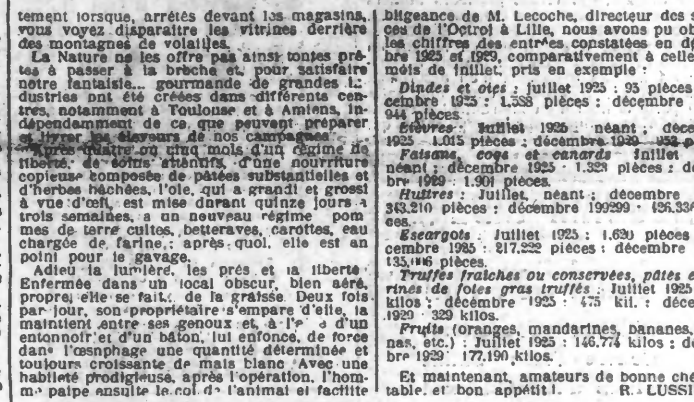 tement lorsque, arrêtés devant les magasins,
vous voyez disparaître les vitrines derrière
des montagnes de volailles.
La Nature ne les offre pas ainsi toutes prê-
tes à passer à la brèche et, pour satisfaire
notre fantaisie... gourmande de grandes i..
dustries ont été créées dans différents cen-
tres, notamment à Toulouse et à Amiens, in-
dépendamment de ce que peuvent préparer
et livrer les éleveurs de nos campagnes.
Après quatre ou cinq mois d'un régime de
liberté, de soins attentifs, d'une nourriture
copieuse composée de pâtées substantielles et
d'herbes hâchées, l'oie, qui a grandi et grossi
à vue d'œil, est mise durant quinze jours à
trois semaines, a un nouveau régime pom
mes de terre cuites, betteraves, carottes, eau
chargée de farine, ; après quoi, elle est an
point pour le gavage.
Adieu la lumière, les prés et la liberté
Enfermée dans un local obscur, bien aéré,
propre, elle se fait.. de la graisse. Deux fois
par jour, son propriétaire s'empare d'elle, la
maintient entre ses genoux et, à l' d'un
entonnoir et d'un bâton, lui enfonce, de force
dans l'œsophage une quantité déterminée et
toujours croissante de maïs blanc Avec une
habileté prodigieuse, après l'opération, l'hom-
me palpe ensuite le col de l'animal et facilite
bligeance de M. Lecoche, directeur des
ces de l'Octroi à Lille, nous avons pu ob
les chiffres des entrées constatées en dé
bre 1925 et 1929, comparativement à celle
mois de juillet, pris en exemple :
Dindes et oies : juillet 1925 : 93 pièces
cembre 1925 : 1.538 pièces : décembre
944 pièces.
Lièvres : Juillet 1925 : néant ; déce
1925 1.015 pièces ; décembre 1929 952 p
Faisans, coqs et canards Juillet
néant ; décembre 1925 : 1.323 pièces : dé
bre 1929 : 1.901 pièces.
Huîtres : Juillet, néant ; décembre
343.210 pièces : décembre 199299 : 426.336
ces.
Escargots : Juillet 1925 : 1.620 pièces
cembre 1925 : 217.222 pièces : décembre
135.006 pièces.
Truffes fraîches ou conservées, pâtés
rines de foies gras truffés : Juillet 1925
kilos ; décembre 1925 : 475 kil. : déce
1929 329 kilos.
Fruits (oranges, mandarines, bananes,
nas, etc.) : Juillet 1925 : 146.774 kilos : dé
bre 1929 : 177.190 kilos.
Et maintenant, amateurs de bonne ché
table, et bon appétit ! R. LUSSI